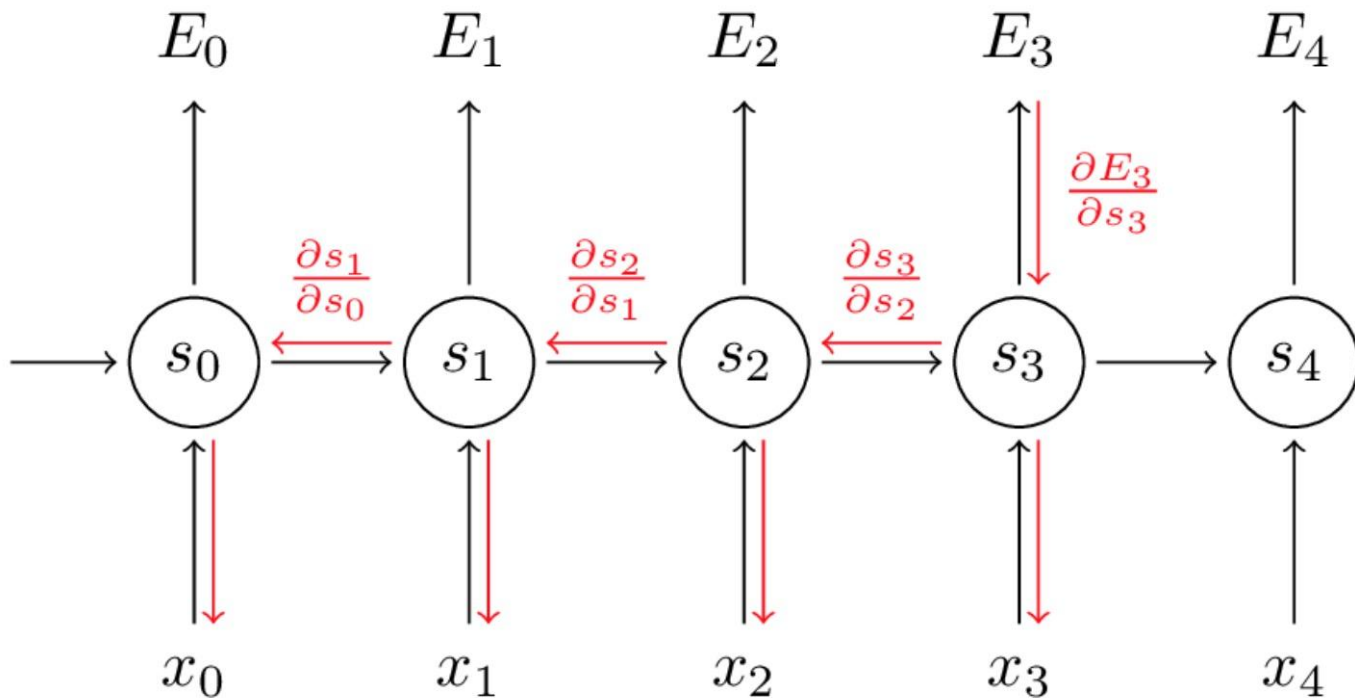 E₀ E₁ E₂ E₃ E₄
∂E₃/∂s₃
∂s₁/∂s₀ ∂s₂/∂s₁ ∂s₃/∂s₂
s₀ s₁ s₂ s₃ s₄
x₀ x₁ x₂ x₃ x₄